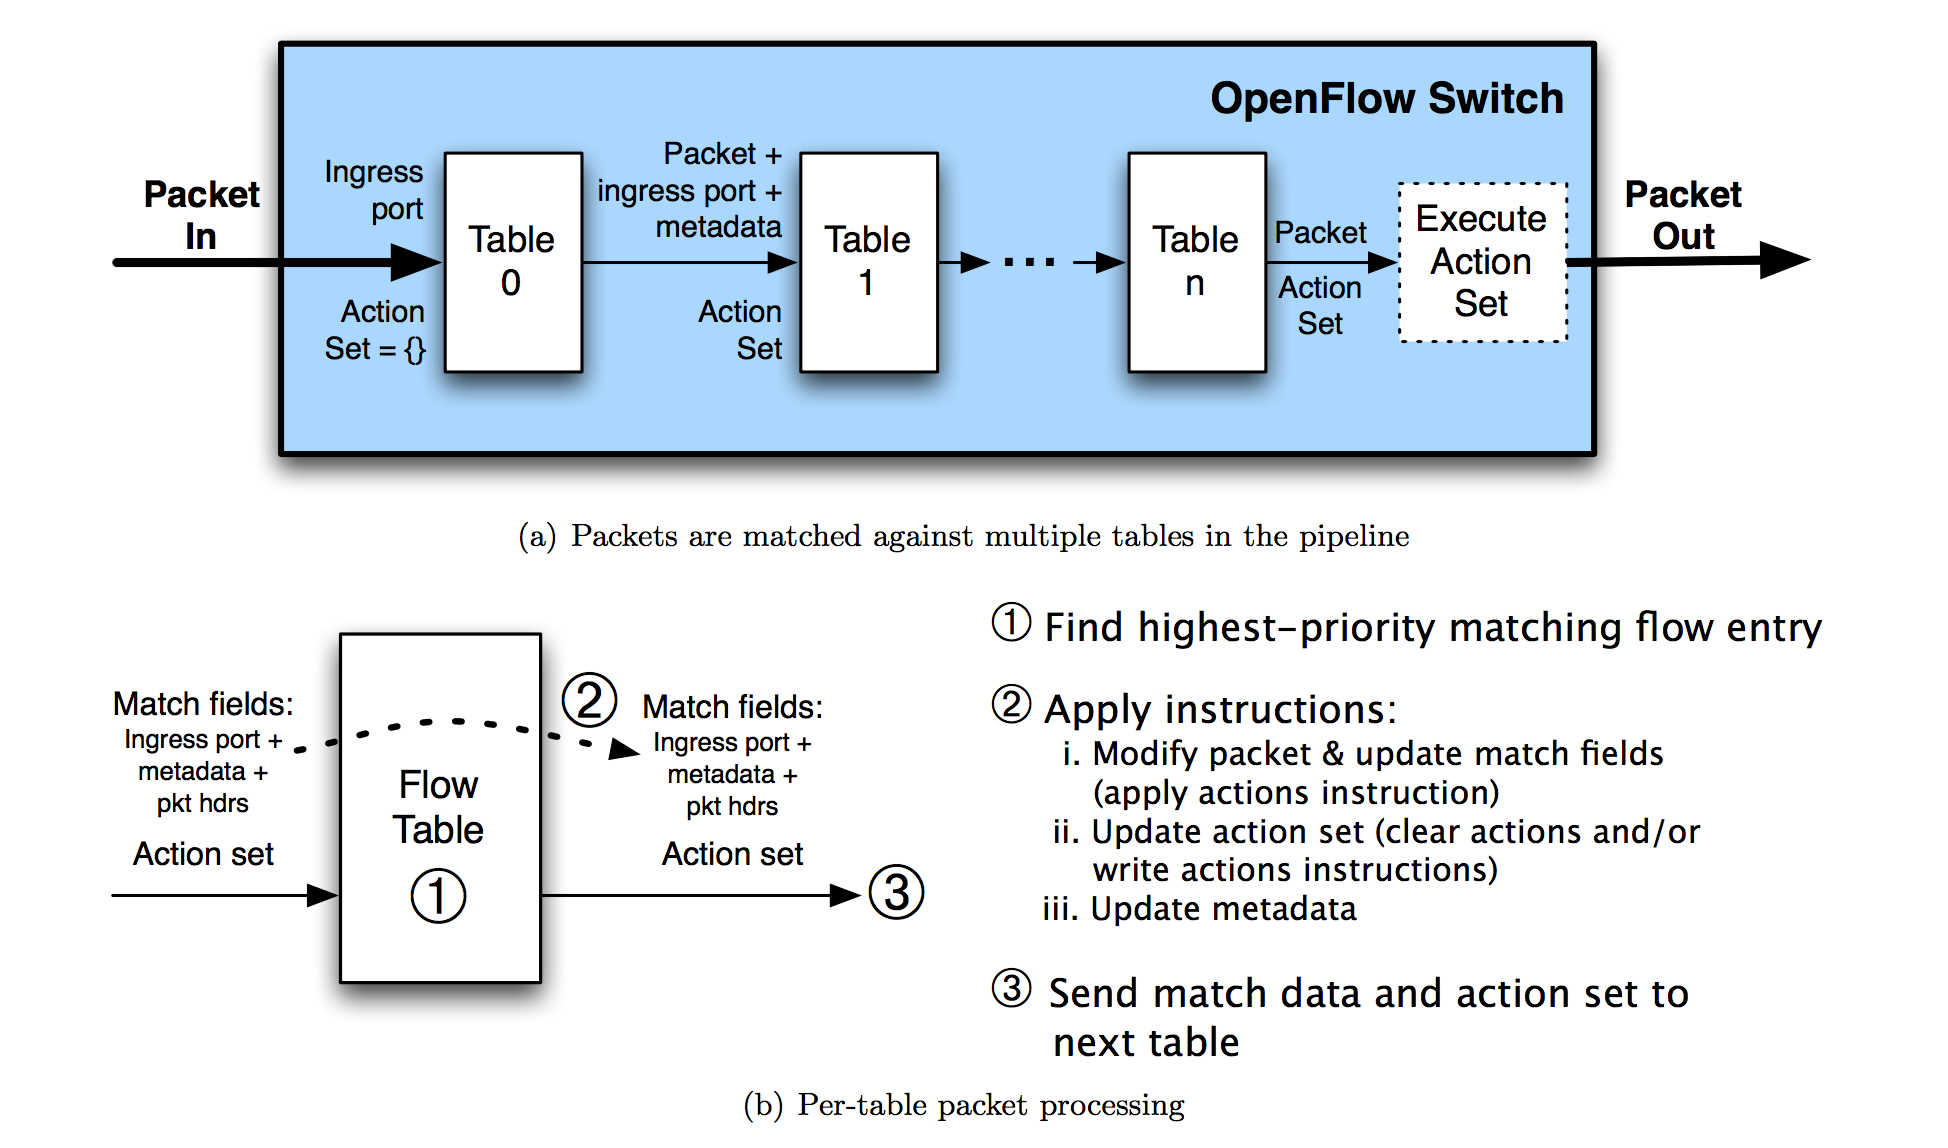 OpenFlow Switch
Packet
In
Ingress
port
Action
Set = {}
Table
0
Packet +
ingress port +
metadata
Action
Set
Table
1
...
Table
n
Packet
Action
Set
Execute
Action
Set
Packet
Out
(a) Packets are matched against multiple tables in the pipeline
Match fields:
Ingress port +
metadata +
pkt hdrs
Action set
Flow
Table
①
②
Match fields:
Ingress port +
metadata +
pkt hdrs
Action set
③
① Find highest-priority matching flow entry
② Apply instructions:
i. Modify packet & update match fields
(apply actions instruction)
ii. Update action set (clear actions and/or
write actions instructions)
iii. Update metadata
③ Send match data and action set to
next table
(b) Per-table packet processing